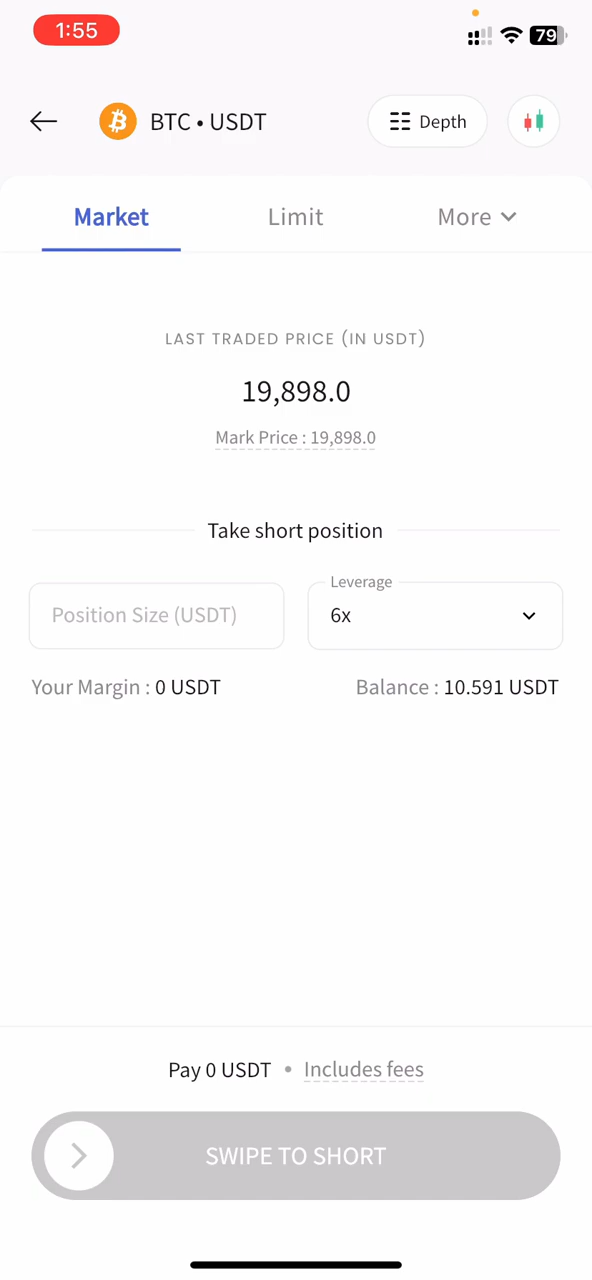 1:55
79
BTC • USDT
Depth
Market
Limit
More
LAST TRADED PRICE (IN USDT)
19,898.0
Mark Price : 19,898.0
Take short position
Position Size (USDT)
Leverage
6x
Your Margin : 0 USDT
Balance : 10.591 USDT
Pay 0 USDT • Includes fees
SWIPE TO SHORT